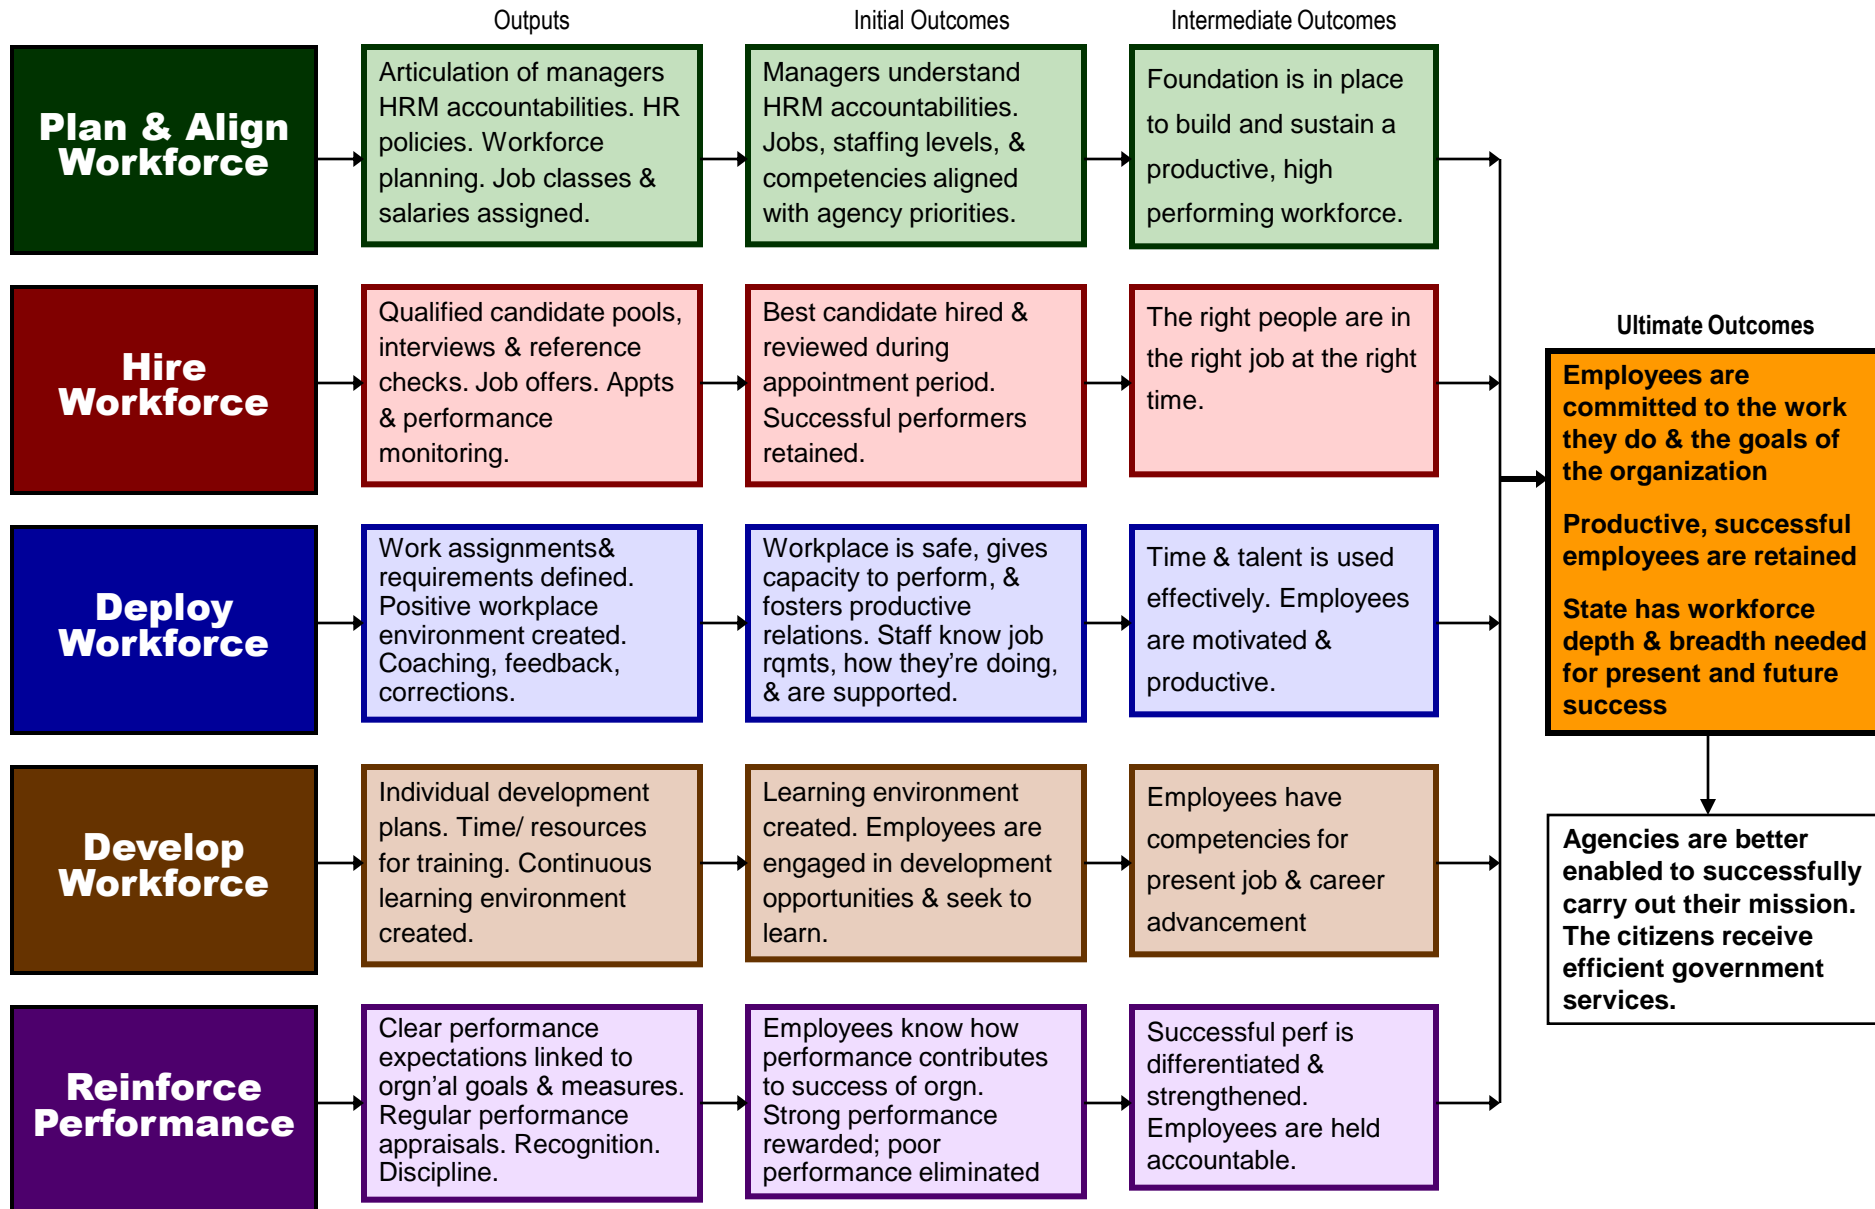 Outputs
Initial Outcomes
Intermediate Outcomes
Plan & Align
Workforce
Articulation of managers
HRM accountabilities. HR
policies. Workforce
planning. Job classes &
salaries assigned.
Managers understand
HRM accountabilities.
Jobs, staffing levels, &
competencies aligned
with agency priorities.
Foundation is in place
to build and sustain a
productive, high
performing workforce.
Hire
Workforce
Qualified candidate pools,
interviews & reference
checks. Job offers. Appts
& performance
monitoring.
Best candidate hired &
reviewed during
appointment period.
Successful performers
retained.
The right people are in
the right job at the right
time.
Deploy
Workforce
Work assignments&
requirements defined.
Positive workplace
environment created.
Coaching, feedback,
corrections.
Workplace is safe, gives
capacity to perform, &
fosters productive
relations. Staff know job
rqmts, how they’re doing,
& are supported.
Time & talent is used
effectively. Employees
are motivated &
productive.
Develop
Workforce
Individual development
plans. Time/ resources
for training. Continuous
learning environment
created.
Learning environment
created. Employees are
engaged in development
opportunities & seek to
learn.
Employees have
competencies for
present job & career
advancement
Reinforce
Performance
Clear performance
expectations linked to
orgn’al goals & measures.
Regular performance
appraisals. Recognition.
Discipline.
Employees know how
performance contributes
to success of orgn.
Strong performance
rewarded; poor
performance eliminated
Successful perf is
differentiated &
strengthened.
Employees are held
accountable.
Ultimate Outcomes
Employees are
committed to the work
they do & the goals of
the organization
Productive, successful
employees are retained
State has workforce
depth & breadth needed
for present and future
success
Agencies are better
enabled to successfully
carry out their mission.
The citizens receive
efficient government
services.